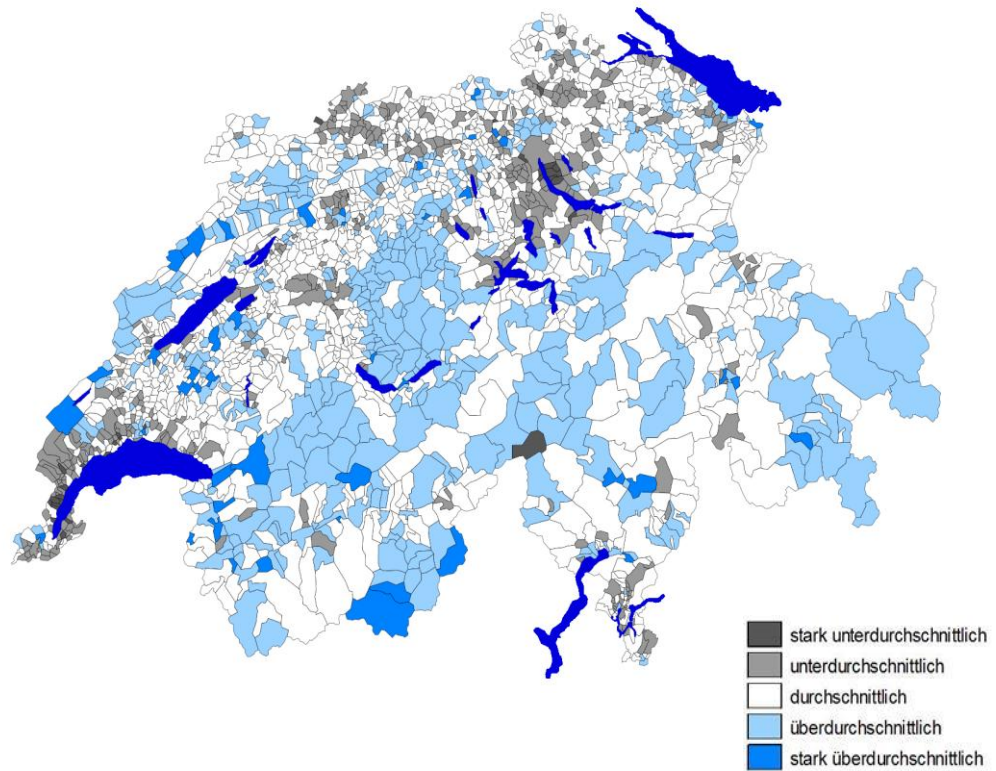 stark unterdurchschnittlich
unterdurchschnittlich
durchschnittlich
überdurchschnittlich
stark überdurchschnittlich